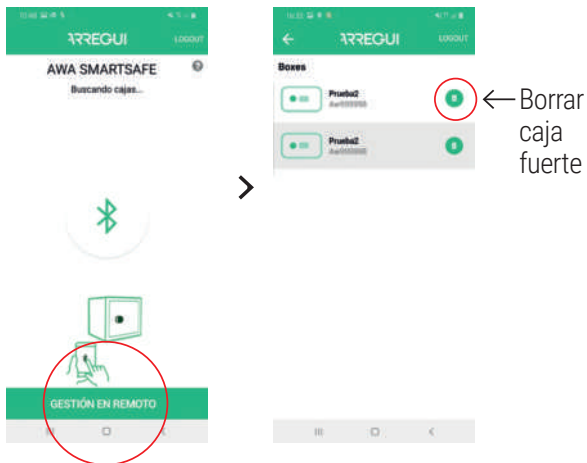 ARREGUI
LOGOUT
AWA SMARTSAFE
Buscando cajas...
GESTIÓN EN REMOTO
ARREGUI
LOGOUT
Boxes
Prueba2
Prueba2
Borrar
caja
fuerte